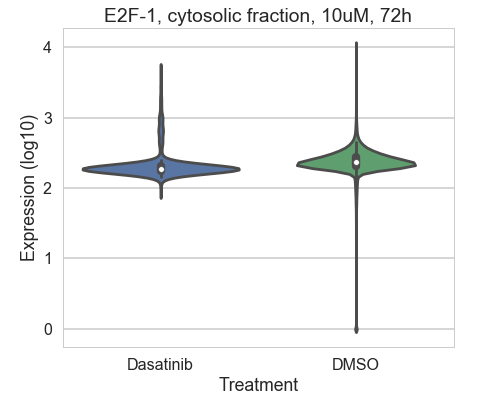 E2F-1, cytosolic fraction, 10uM, 72h
Expression (log10)
4
3
2
1
0
Dasatinib DMSO
Treatment